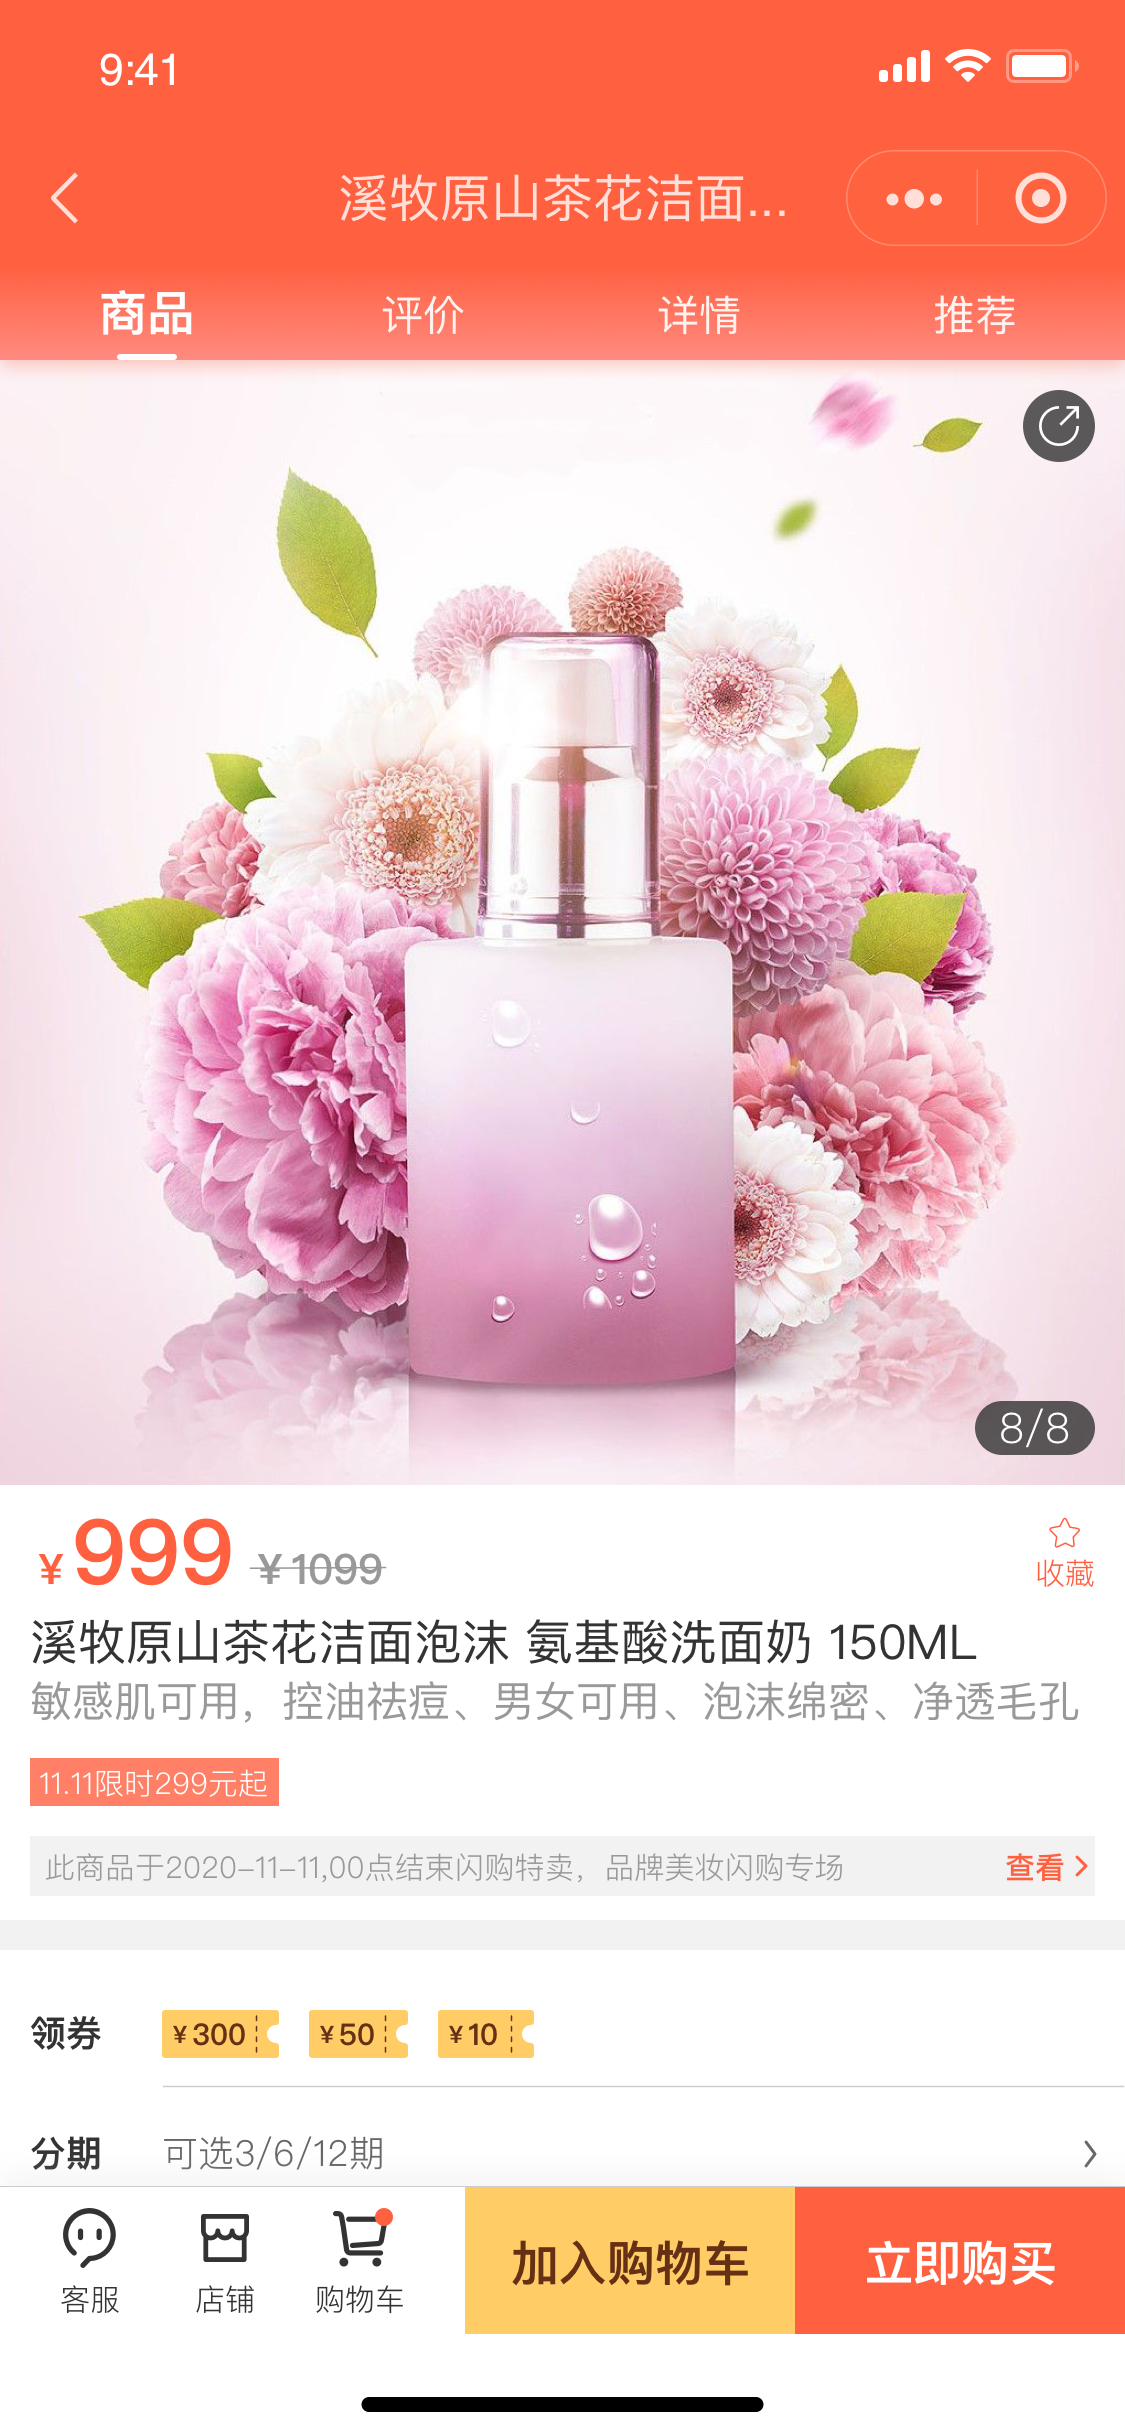 9:41
溪牧原山茶花洁面...
商品 评价 详情 推荐
8/8
¥999 ¥1099
收藏
溪牧原山茶花洁面泡沫 氨基酸洗面奶 150ML
敏感肌可用，控油祛痘、男女可用、泡沫绵密、净透毛孔
11.11限时299元起
此商品于2020-11-11,00点结束闪购特卖，品牌美妆闪购专场 查看
领券 ¥300 ¥50 ¥10
分期 可选3/6/12期
客服 店铺 购物车 加入购物车 立即购买